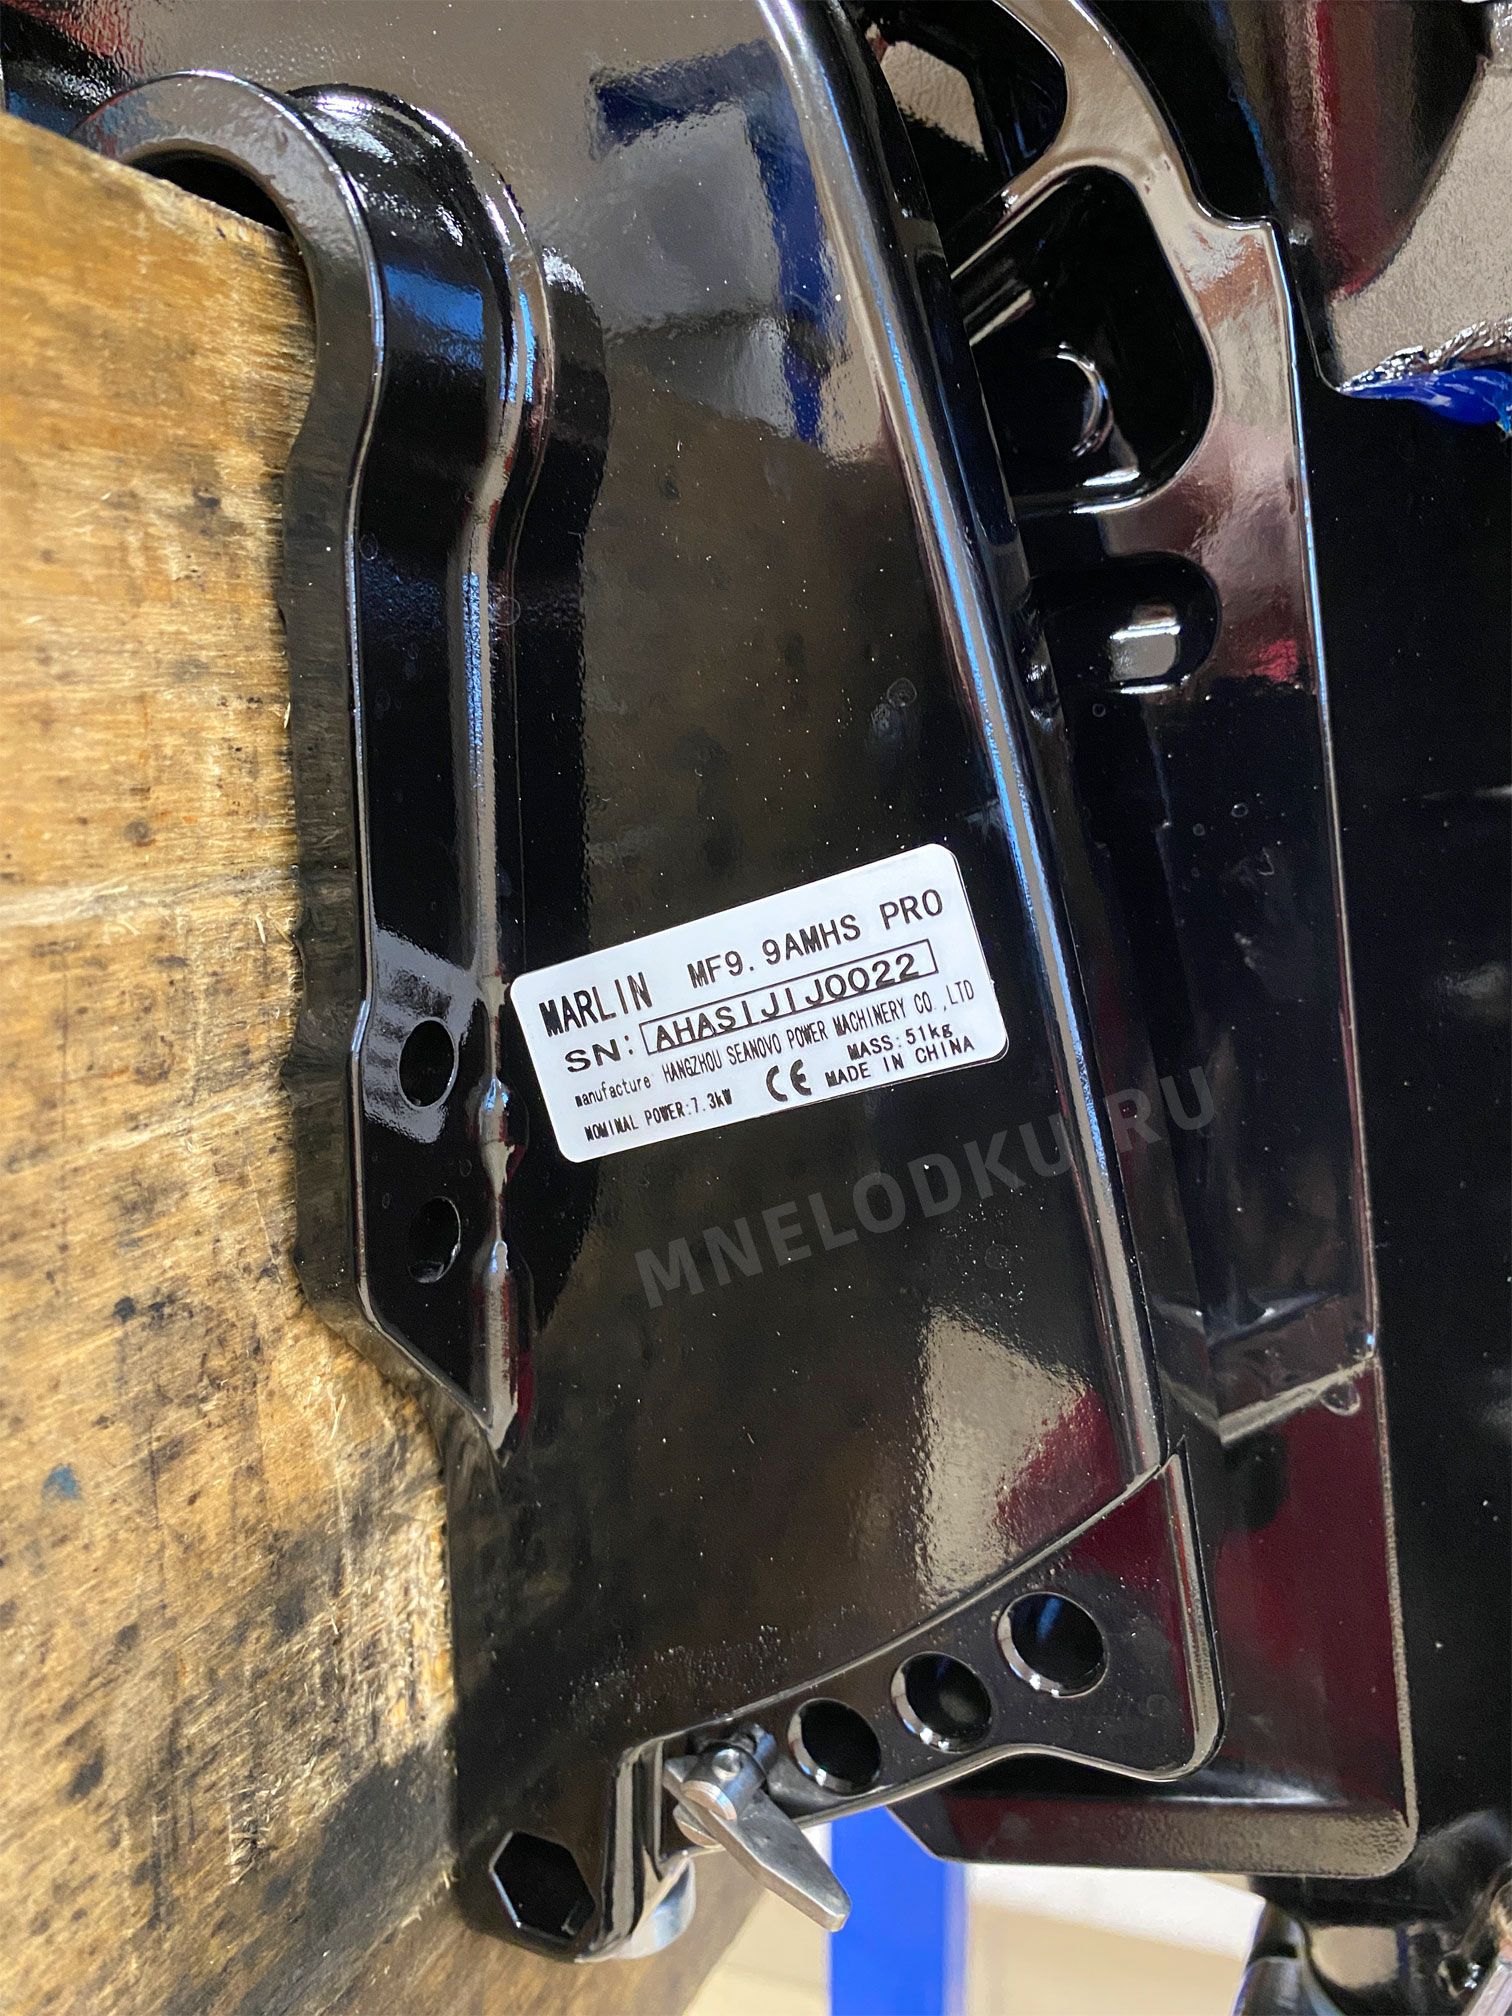 MARLIN MF9.9AMHS PRO
SN: AHASIJIJ0022
manufacture HANGZHOU SEANOVO POWER MACHINERY CO.,LTD
NOMINAL POWER:7.3kW CE MASS:51kg
MADE IN CHINA
MNELODKU.RU